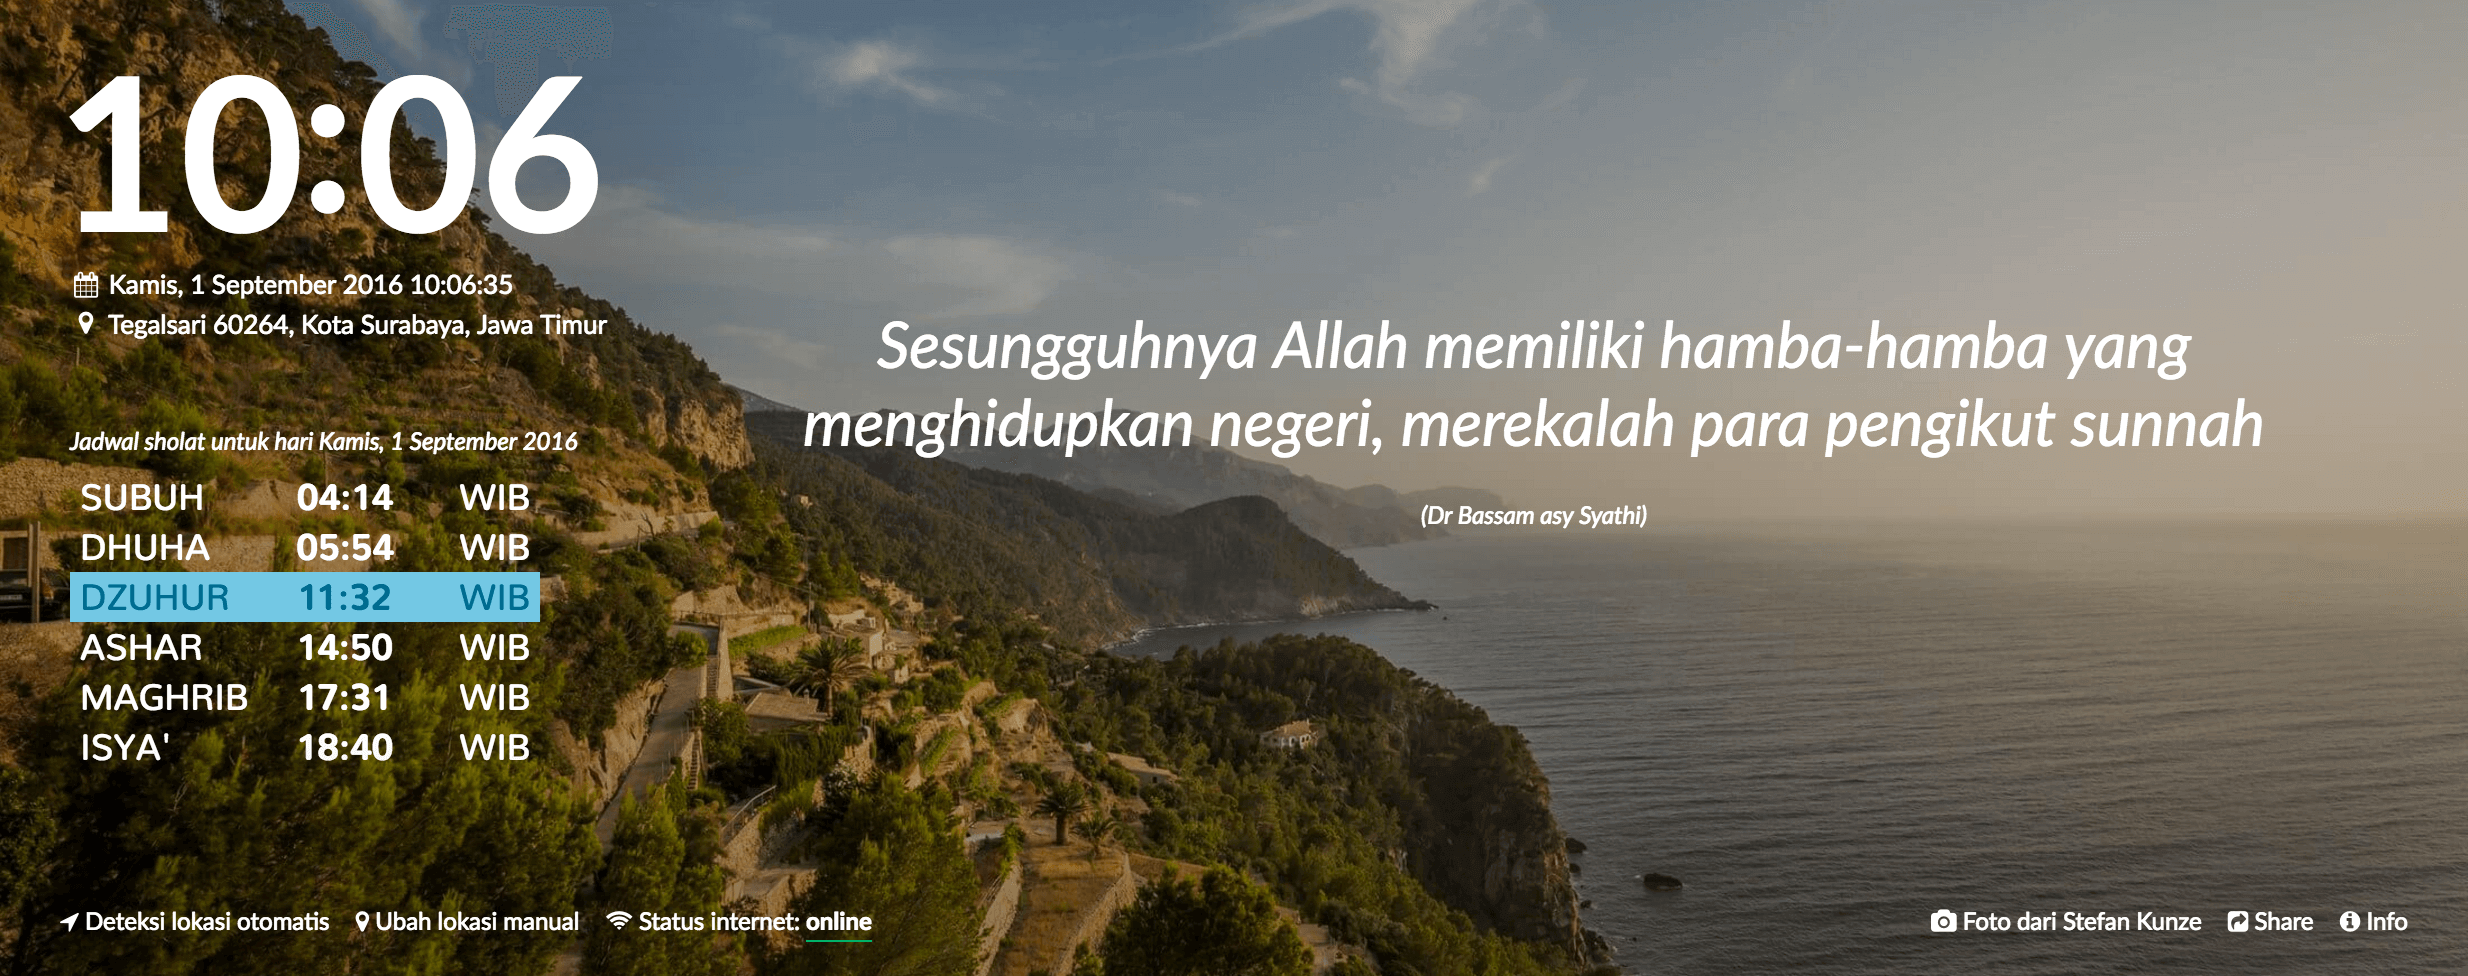 10:06
Kamis, 1 September 2016 10:06:35
Tegalsari 60264, Kota Surabaya, Jawa Timur
Jadwal sholat untuk hari Kamis, 1 September 2016
SUBUH 04:14 WIB
DHUHA 05:54 WIB
DZUHUR 11:32 WIB
ASHAR 14:50 WIB
MAGHRIB 17:31 WIB
ISYA' 18:40 WIB
Sesungguhnya Allah memiliki hamba-hamba yang
menghidupkan negeri, merekalah para pengikut sunnah
(Dr Bassam asy Syathi)
Deteksi lokasi otomatis Ubah lokasi manual Status internet: online
Foto dari Stefan Kunze Share Info